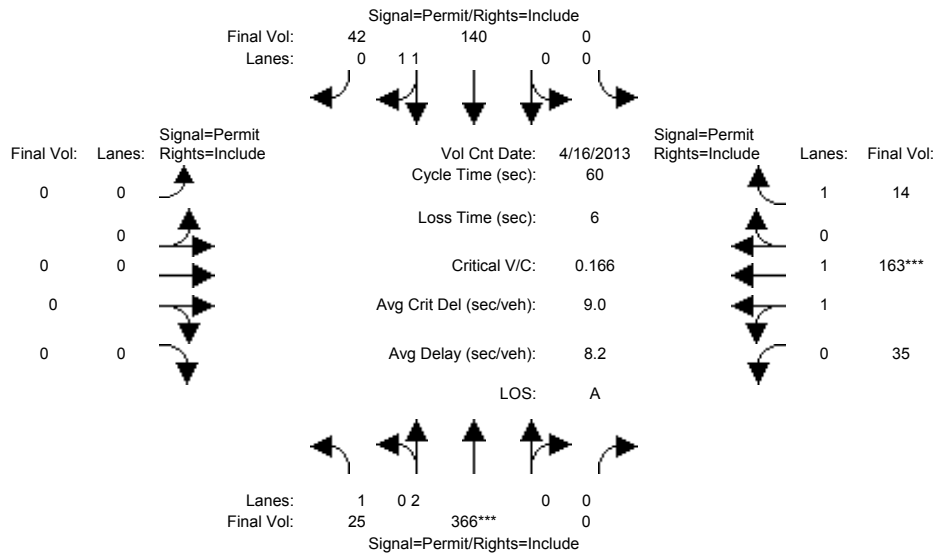 Signal=Permit/Rights=Include
Final Vol: 42 140 0
Lanes: 0 1 1 0 0
Signal=Permit Signal=Permit
Final Vol: Lanes: Rights=Include Vol Cnt Date: 4/16/2013 Rights=Include Lanes: Final Vol:
Cycle Time (sec): 60
0 0 1 14
Loss Time (sec): 6
0 0
0 0 Critical V/C: 0.166 1 163***
0 Avg Crit Del (sec/veh): 9.0 1
0 0 Avg Delay (sec/veh): 8.2 0 35
LOS: A
Lanes: 1 0 2 0 0
Final Vol: 25 366*** 0
Signal=Permit/Rights=Include